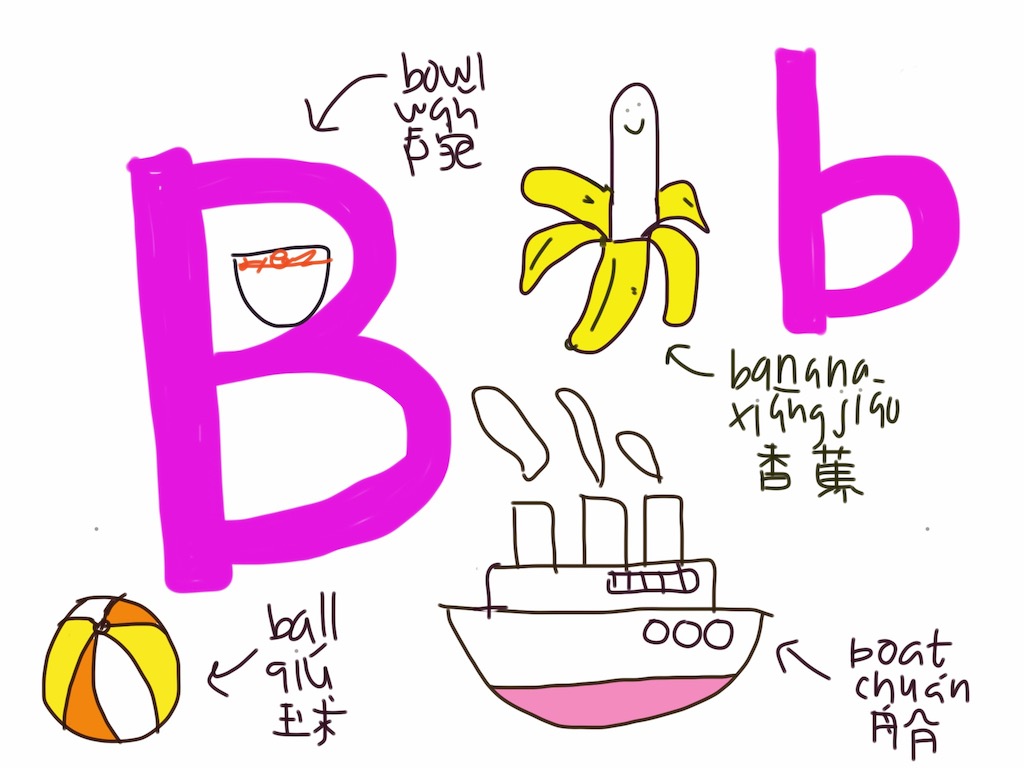 bowl
wǎn
碗
B
b
banana
xiāngjiāo
香蕉
ball
qiú
球
boat
chuán
船